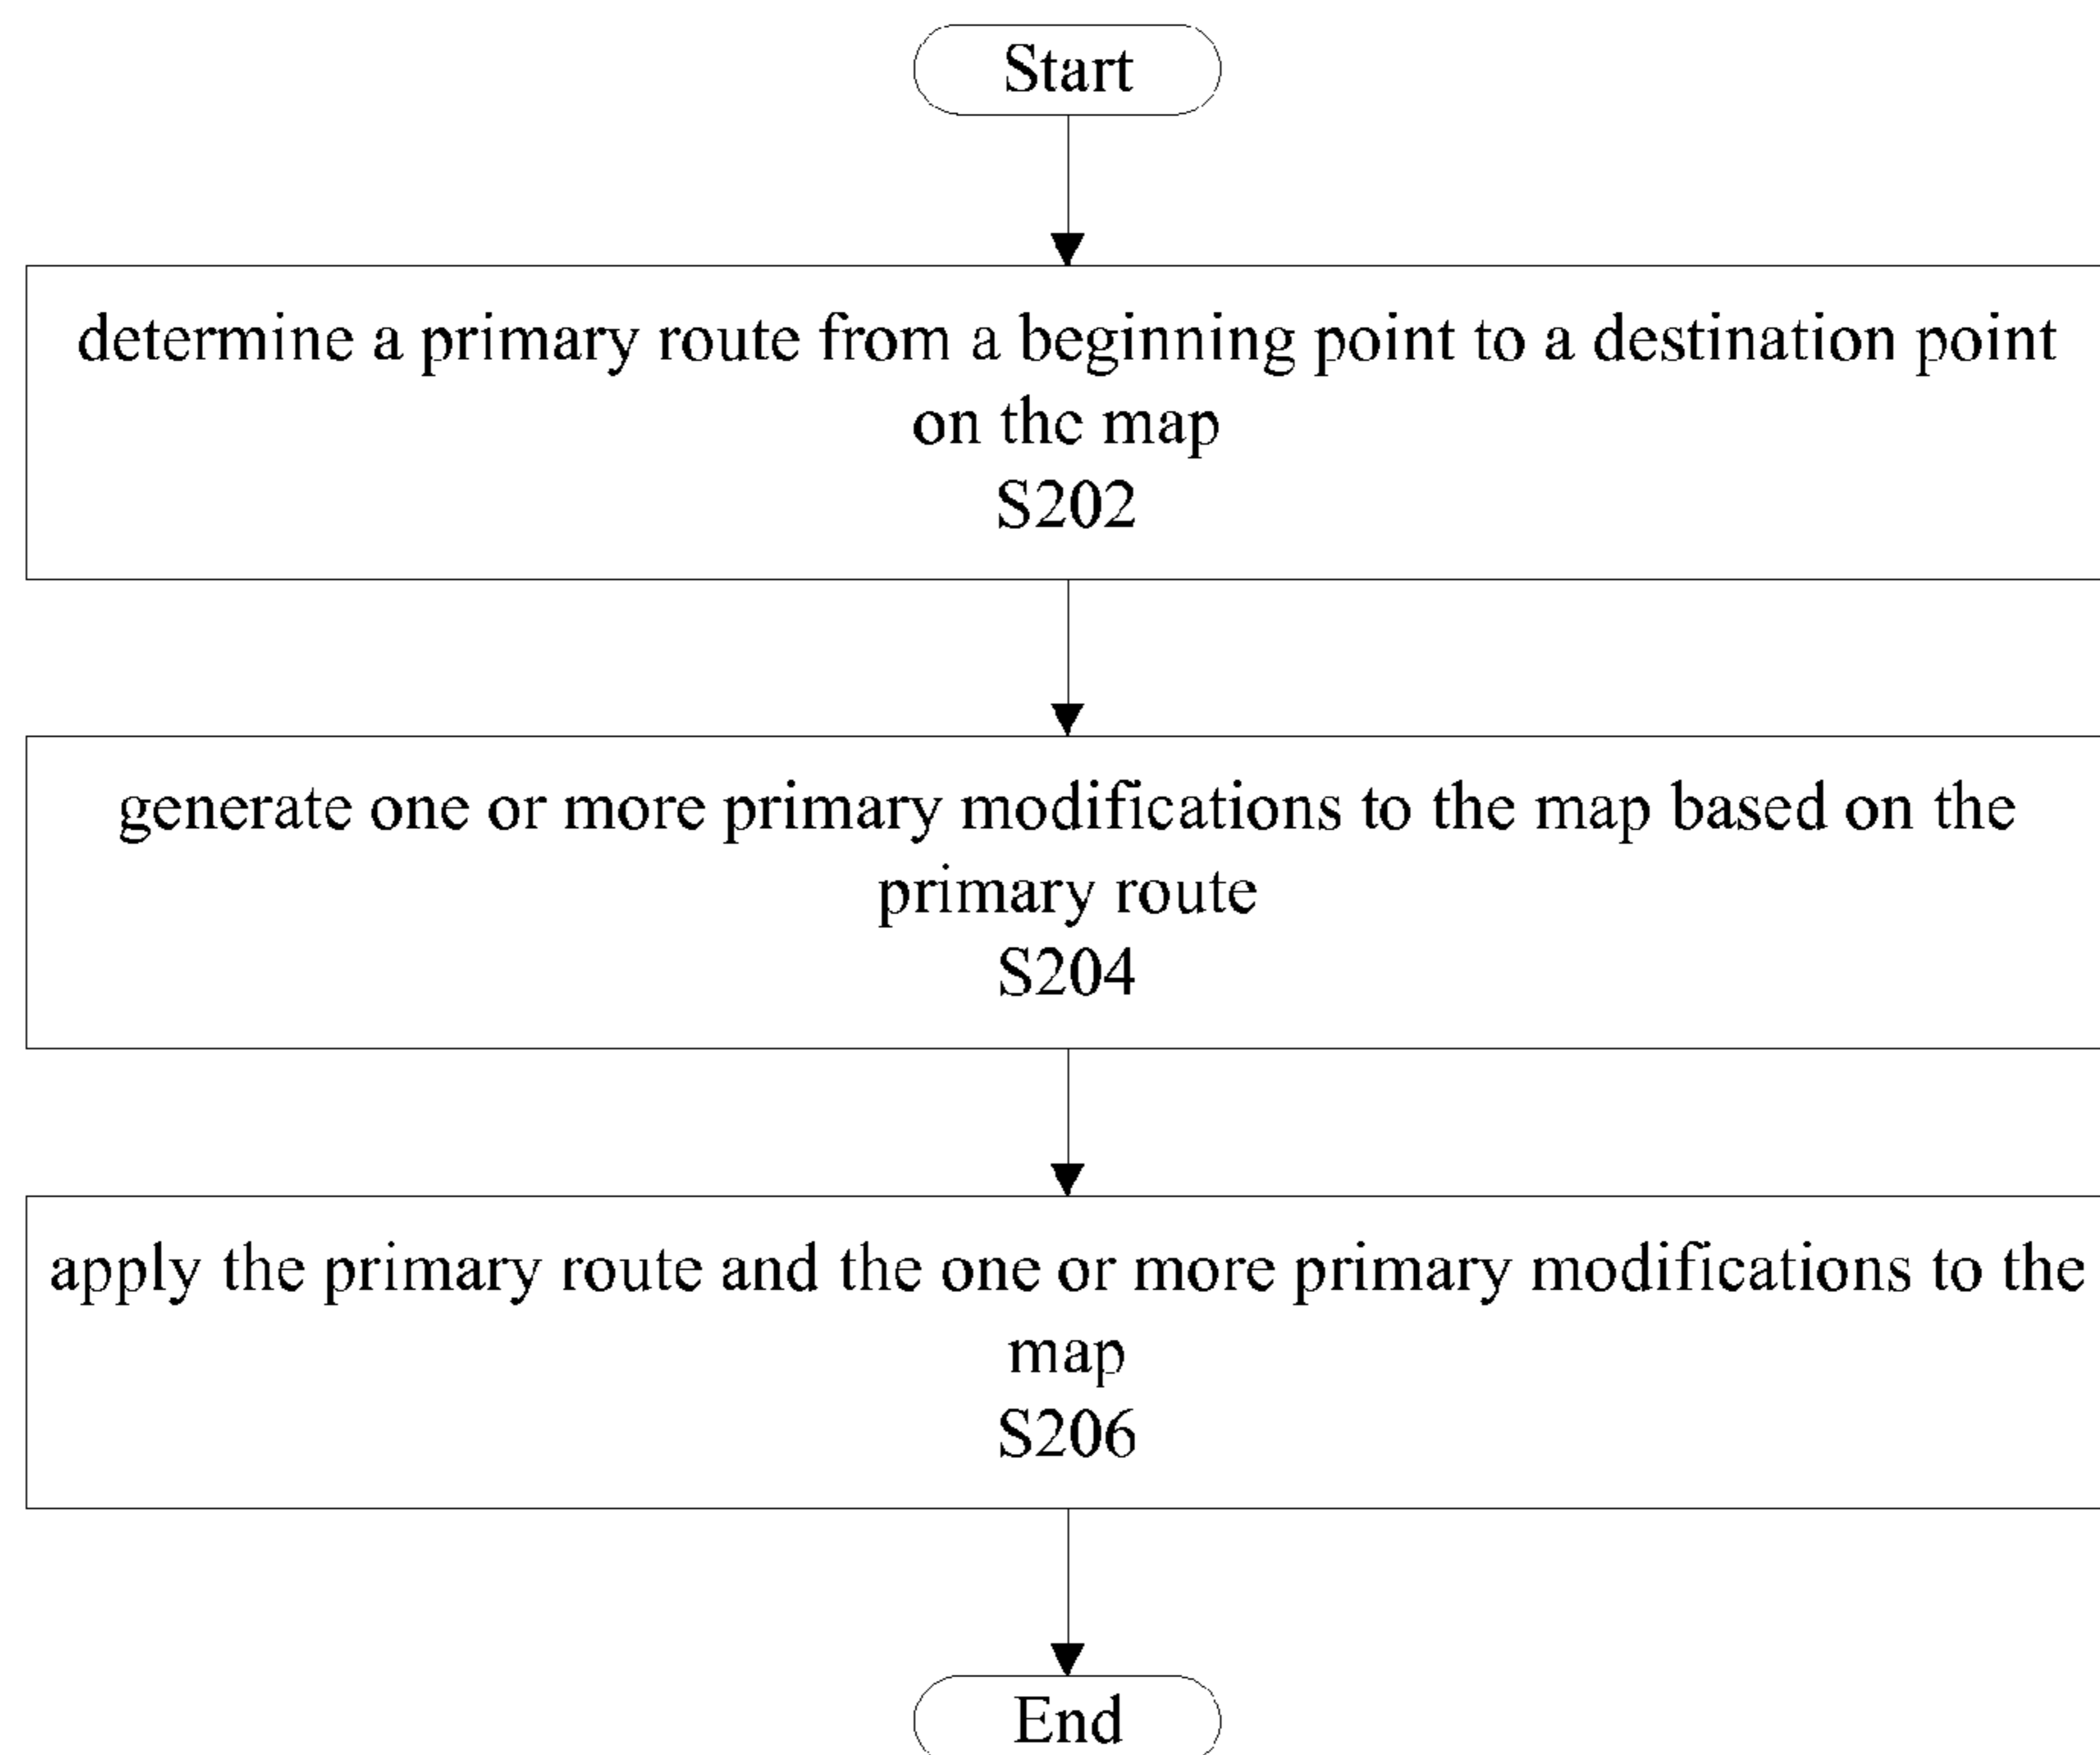 Start
determine a primary route from a beginning point to a destination point
on the map
S202
generate one or more primary modifications to the map based on the
primary route
S204
apply the primary route and the one or more primary modifications to the
map
S206
End